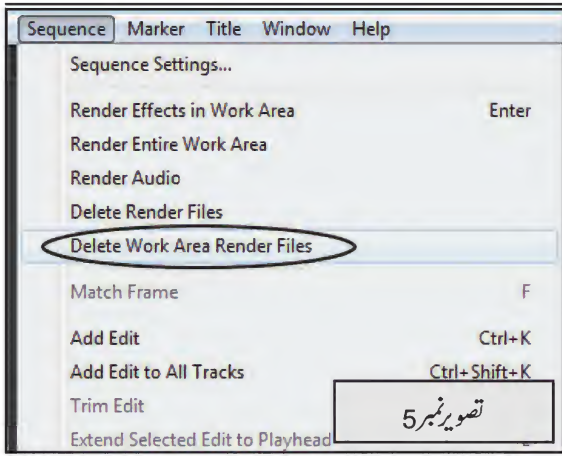 Sequence Marker Title Window Help
Sequence Settings...
Render Effects in Work Area Enter
Render Entire Work Area
Render Audio
Delete Render Files
Delete Work Area Render Files
Match Frame F
Add Edit Ctrl+K
Add Edit to All Tracks Ctrl+Shift+K
Trim Edit
Extend Selected Edit to Playhead
تصویر نمبر 5